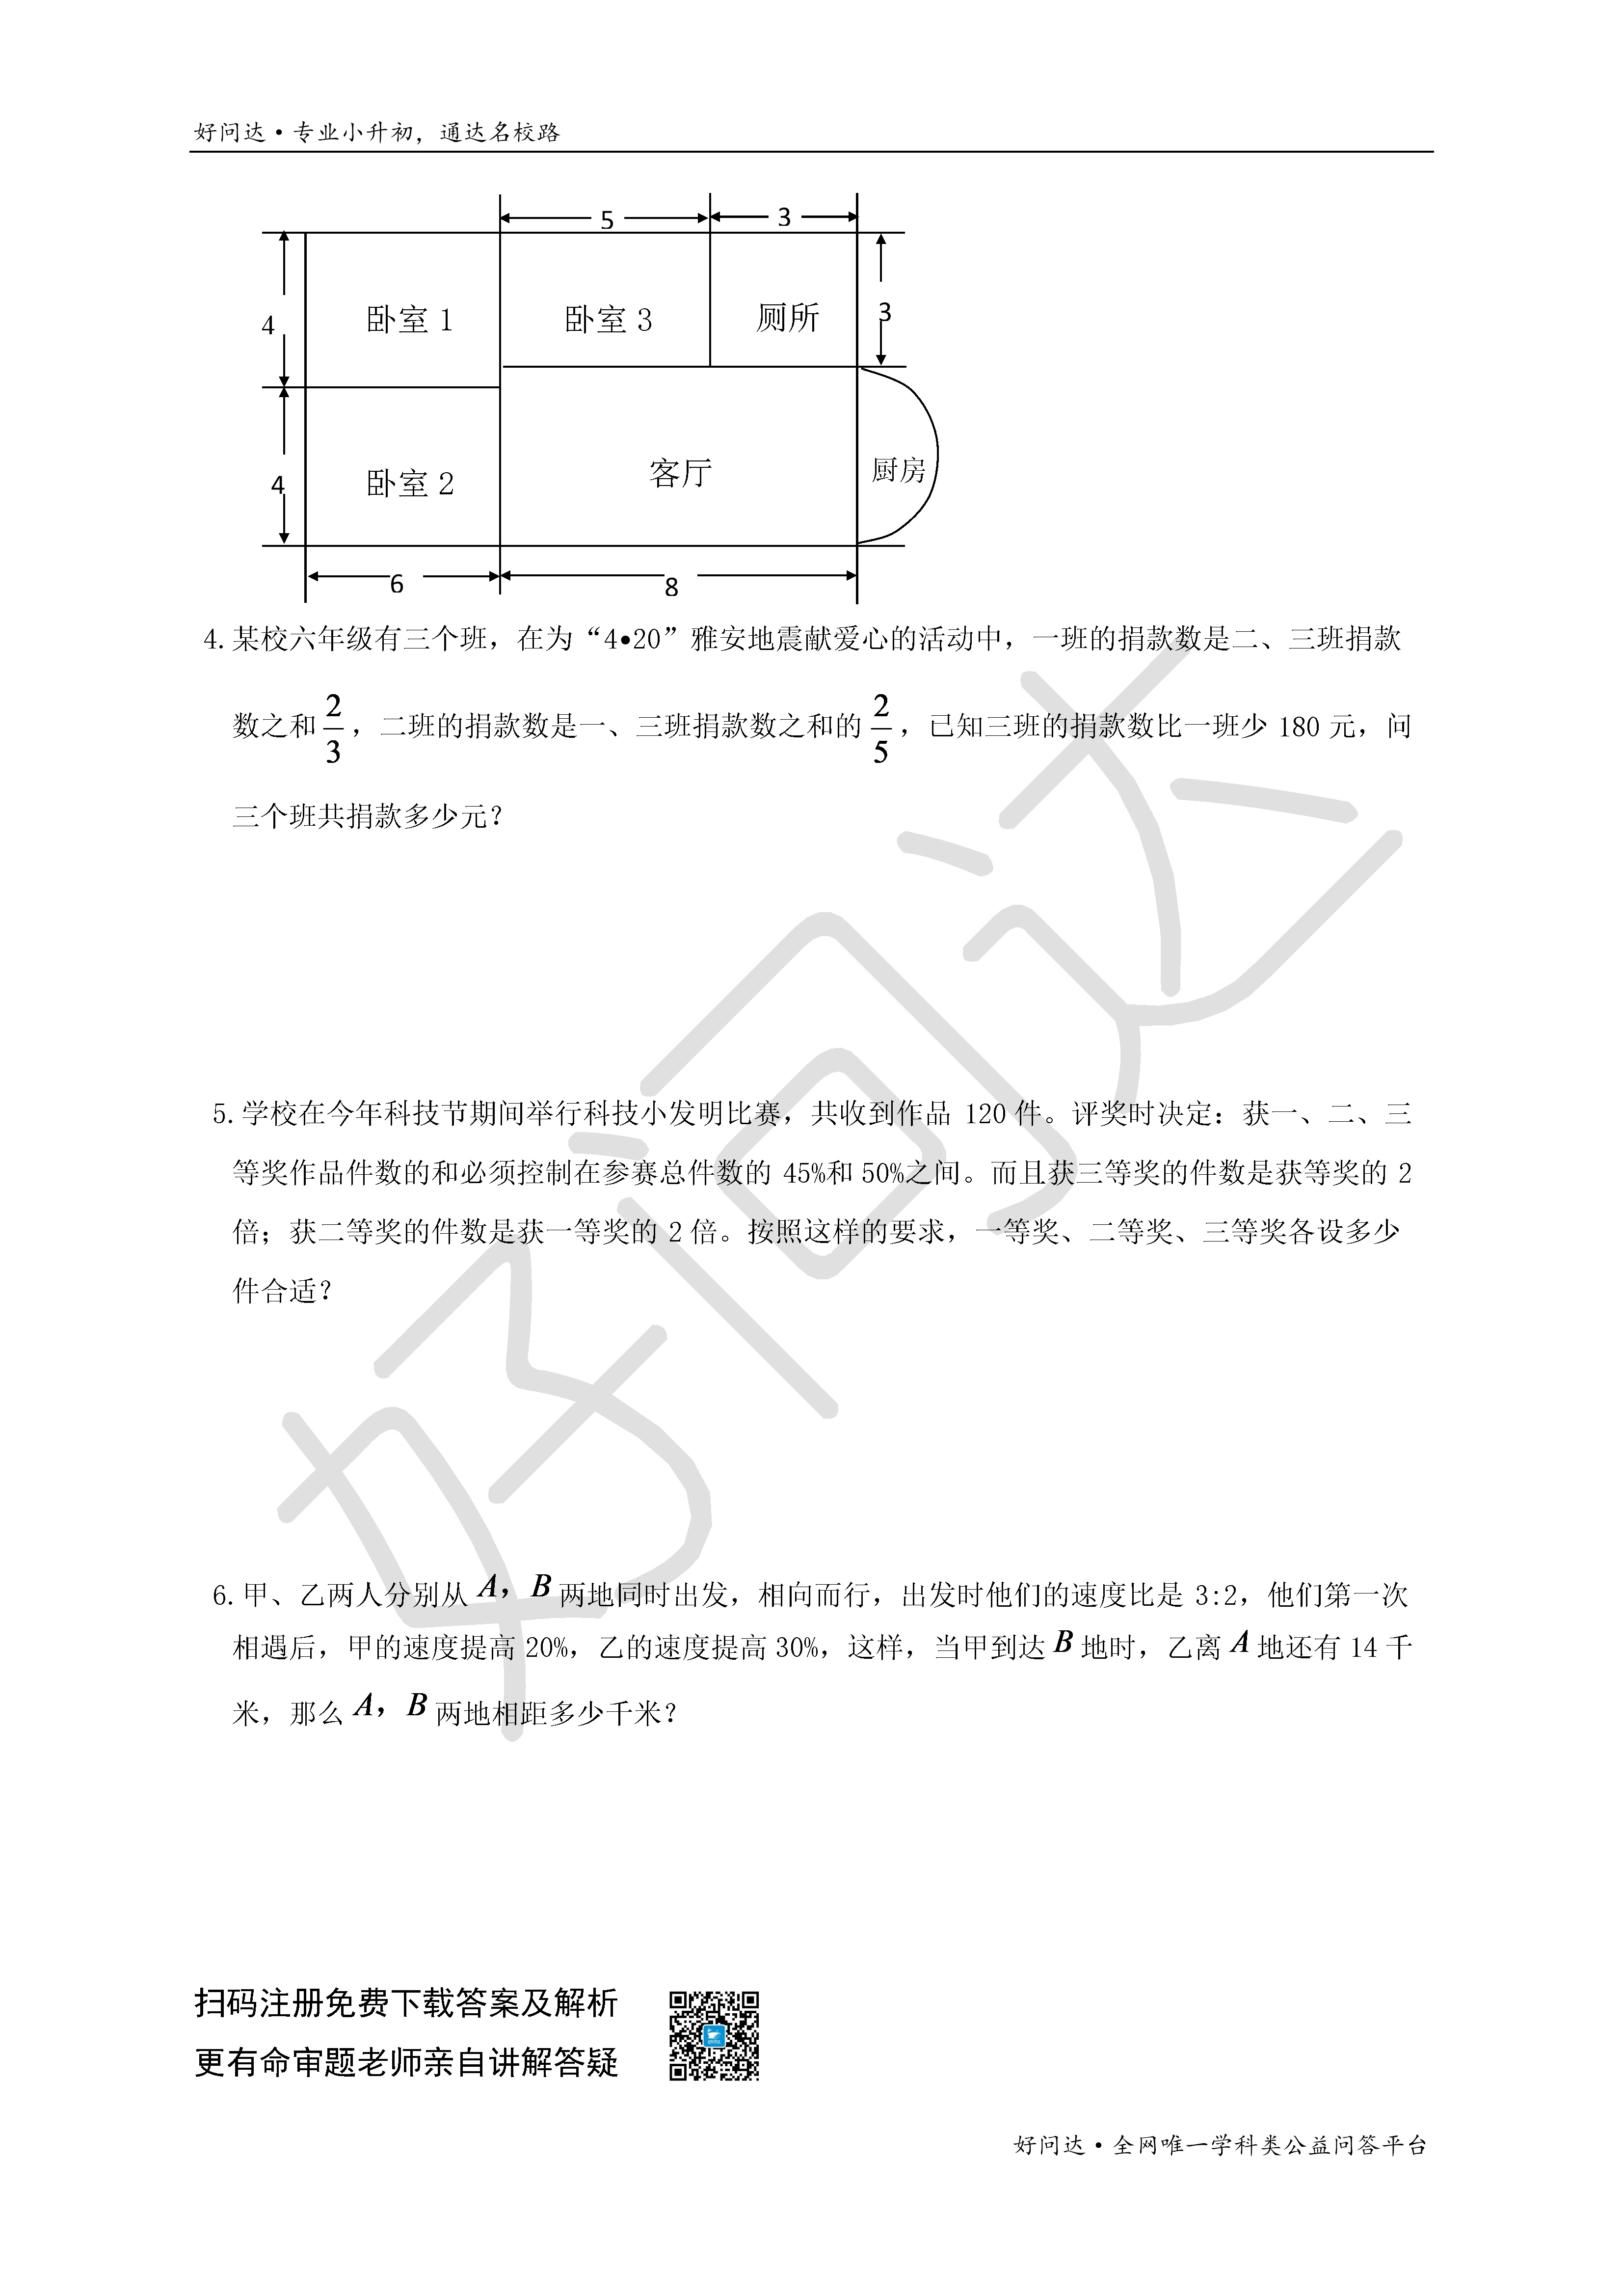 好问达·专业小升初，通达名校路
5
3
4
卧室 1
卧室 3
厕所
3
4
卧室 2
客厅
厨房
6
8
4.某校六年级有三个班，在为“4•20”雅安地震献爱心的活动中，一班的捐款数是二、三班捐款
数之和2/3，二班的捐款数是一、三班捐款数之和的2/5，已知三班的捐款数比一班少 180 元，问
三个班共捐款多少元？
5.学校在今年科技节期间举行科技小发明比赛，共收到作品 120 件。评奖时决定：获一、二、三
等奖作品件数的和必须控制在参赛总件数的 45%和 50%之间。而且获三等奖的件数是获等奖的 2
倍；获二等奖的件数是获一等奖的 2 倍。按照这样的要求，一等奖、二等奖、三等奖各设多少
件合适？
6.甲、乙两人分别从 A，B 两地同时出发，相向而行，出发时他们的速度比是 3:2，他们第一次
相遇后，甲的速度提高 20%，乙的速度提高 30%，这样，当甲到达 B 地时，乙离 A 地还有 14 千
米，那么 A，B 两地相距多少千米？
好问达
扫码注册免费下载答案及解析
更有命审题老师亲自讲解答疑
好问达·全网唯一学科类公益问答平台